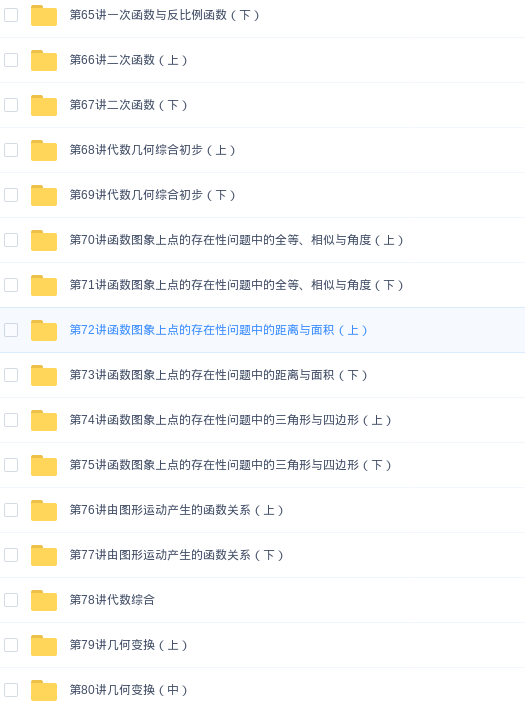 第65讲一次函数与反比例函数（下）
第66讲二次函数（上）
第67讲二次函数（下）
第68讲代数几何综合初步（上）
第69讲代数几何综合初步（下）
第70讲函数图象上点的存在性问题中的全等、相似与角度（上）
第71讲函数图象上点的存在性问题中的全等、相似与角度（下）
第72讲函数图象上点的存在性问题中的距离与面积（上）
第73讲函数图象上点的存在性问题中的距离与面积（下）
第74讲函数图象上点的存在性问题中的三角形与四边形（上）
第75讲函数图象上点的存在性问题中的三角形与四边形（下）
第76讲由图形运动产生的函数关系（上）
第77讲由图形运动产生的函数关系（下）
第78讲代数综合
第79讲几何变换（上）
第80讲几何变换（中）